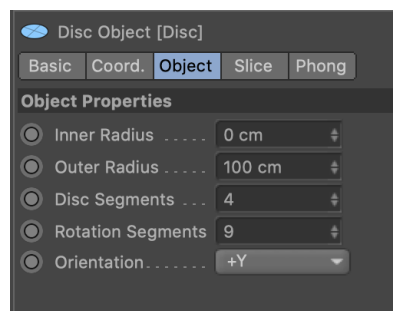 Disc Object [Disc]
Basic Coord. Object Slice Phong
Object Properties
Inner Radius ..... 0 cm
Outer Radius ..... 100 cm
Disc Segments ... 4
Rotation Segments 9
Orientation....... +Y